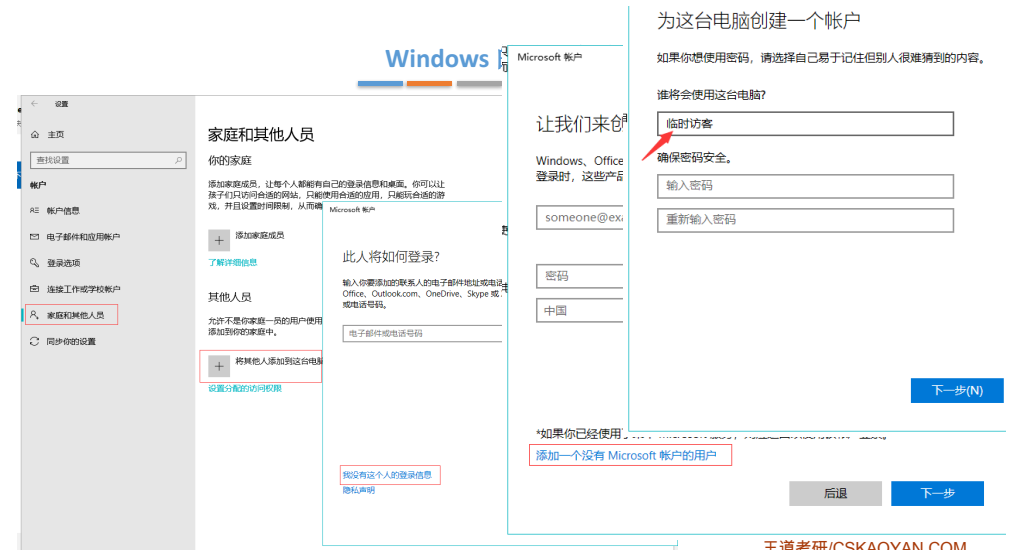 Windows
设置
主页
查找设置
帐户
帐户信息
电子邮件和应用帐户
登录选项
连接工作或学校帐户
家庭和其他人员
同步你的设置
家庭和其他人员
你的家庭
添加家庭成员，让每个人都能有自己的登录信息和桌面。你可以让
孩子们只访问合适的网站，只能使用合适的应用，只能玩合适的游
戏，并且设置时间限制，从而确
添加家庭成员
了解详细信息
其他人员
允许不是你家庭一员的用户使用
添加到你的家庭中。
将其他人添加到这台电脑
设置分配的访问权限
Microsoft 帐户
此人将如何登录?
输入你要添加的联系人的电子邮件地址或电话
Office、Outlook.com、OneDrive、Skype 或
或电话号码。
电子邮件或电话号码
我没有这个人的登录信息
隐私声明
Microsoft 帐户
让我们来创
Windows、Office
登录时，这些产品
someone@exa
密码
中国
*如果你已经使用
添加一个没有 Microsoft 帐户的用户
后退
下一步
为这台电脑创建一个帐户
如果你想使用密码，请选择自己易于记住但别人很难猜到的内容。
谁将会使用这台电脑?
临时访客
确保密码安全。
输入密码
重新输入密码
下一步(N)
王道考研/CSKAOYAN.COM